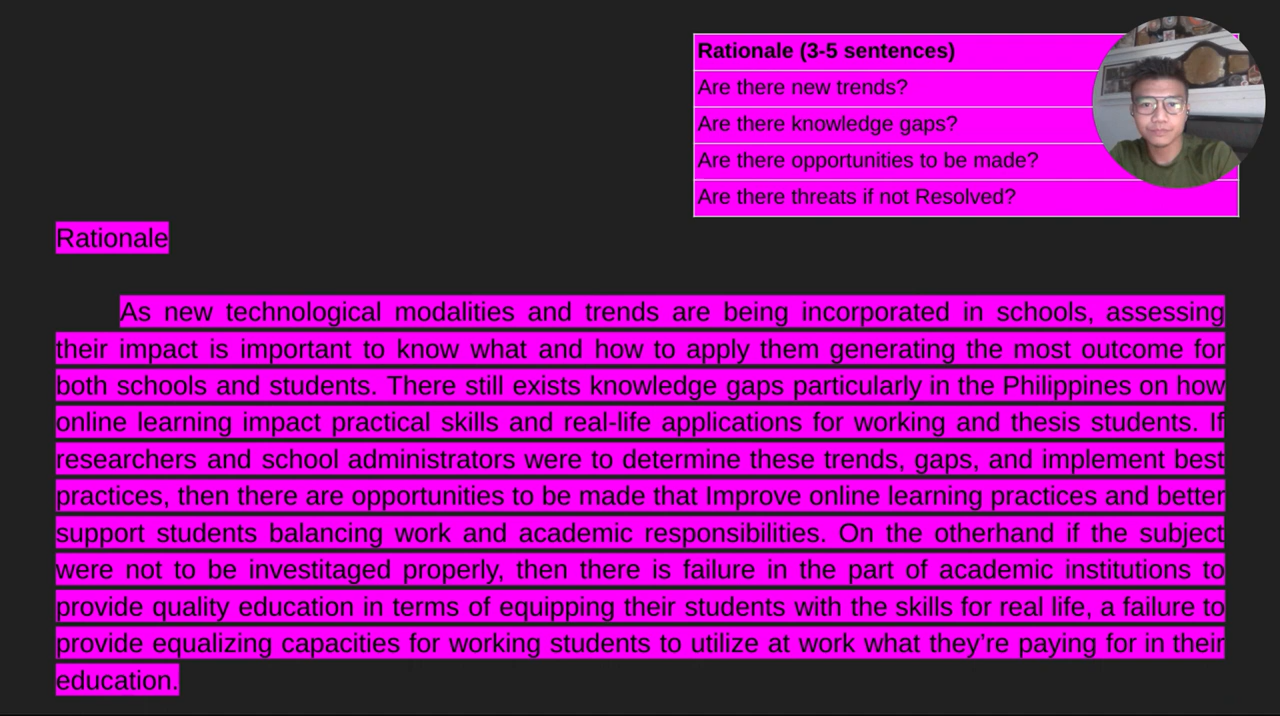 Rationale (3-5 sentences)
Are there new trends?
Are there knowledge gaps?
Are there opportunities to be made?
Are there threats if not Resolved?
Rationale
As new technological modalities and trends are being incorporated in schools, assessing
their impact is important to know what and how to apply them generating the most outcome for
both schools and students. There still exists knowledge gaps particularly in the Philippines on how
online learning impact practical skills and real-life applications for working and thesis students. If
researchers and school administrators were to determine these trends, gaps, and implement best
practices, then there are opportunities to be made that Improve online learning practices and better
support students balancing work and academic responsibilities. On the otherhand if the subject
were not to be investitaged properly, then there is failure in the part of academic institutions to
provide quality education in terms of equipping their students with the skills for real life, a failure to
provide equalizing capacities for working students to utilize at work what they’re paying for in their
education.